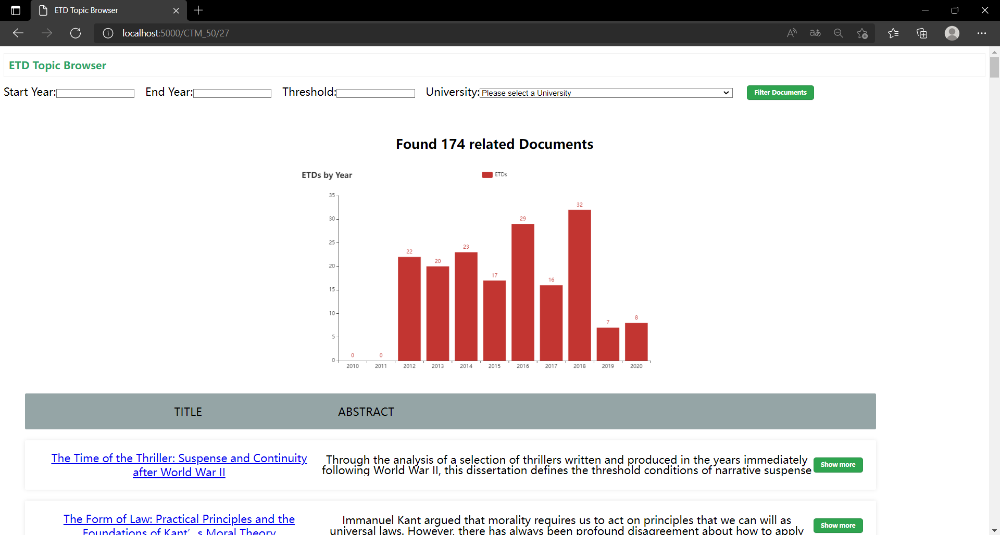 ETD Topic Browser
localhost:5000/CTM_50/27
ETD Topic Browser
Start Year: End Year: Threshold: University: Please select a University Filter Documents
Found 174 related Documents
ETDs by Year ETDs
35
30
25
20
15
10
5
0
0 0 22 20 23 17 29 16 32 7 8
2010 2011 2012 2013 2014 2015 2016 2017 2018 2019 2020
TITLE ABSTRACT
The Time of the Thriller: Suspense and Continuity
after World War II
Through the analysis of a selection of thrillers written and produced in the years immediately
following World War II, this dissertation defines the threshold conditions of narrative suspense
Show more
The Form of Law: Practical Principles and the
Foundations of Kant’s Moral Theory
Immanuel Kant argued that morality requires us to act on principles that we can will as
universal laws. However, there has always been profound disagreement about how to apply
Show more